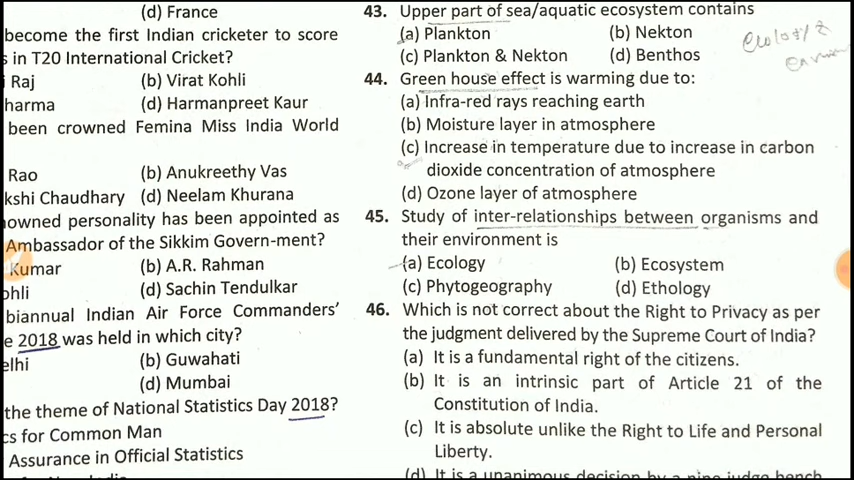 (d) France
become the first Indian cricketer to score
s in T20 International Cricket?
Raj (b) Virat Kohli
harma (d) Harmanpreet Kaur
been crowned Femina Miss India World
Rao (b) Anukreethy Vas
kshi Chaudhary (d) Neelam Khurana
owned personality has been appointed as
Ambassador of the Sikkim Govern-ment?
Kumar (b) A.R. Rahman
ohli (d) Sachin Tendulkar
biannual Indian Air Force Commanders'
e 2018 was held in which city?
elhi (b) Guwahati
(d) Mumbai
the theme of National Statistics Day 2018?
cs for Common Man
Assurance in Official Statistics
43. Upper part of sea/aquatic ecosystem contains
(a) Plankton (b) Nekton
(c) Plankton & Nekton (d) Benthos
44. Green house effect is warming due to:
(a) Infra-red rays reaching earth
(b) Moisture layer in atmosphere
(c) Increase in temperature due to increase in carbon
dioxide concentration of atmosphere
(d) Ozone layer of atmosphere
45. Study of inter-relationships between organisms and
their environment is
(a) Ecology (b) Ecosystem
(c) Phytogeography (d) Ethology
46. Which is not correct about the Right to Privacy as per
the judgment delivered by the Supreme Court of India?
(a) It is a fundamental right of the citizens.
(b) It is an intrinsic part of Article 21 of the
Constitution of India.
(c) It is absolute unlike the Right to Life and Personal
Liberty.
(d) It is a unanimous decision by a nine judge bench